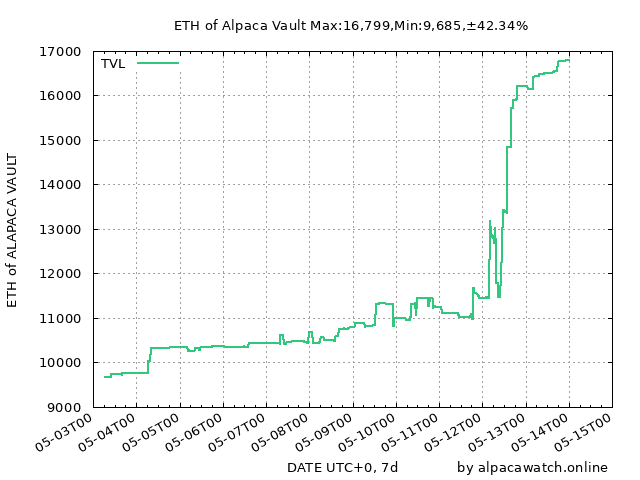 ETH of Alpaca Vault Max:16,799,Min:9,685,±42.34%
TVL
17000
16000
15000
14000
13000
12000
11000
10000
9000
ETH of ALAPACA VAULT
05-03T00
05-04T00
05-05T00
05-06T00
05-07T00
05-08T00
05-09T00
05-10T00
05-11T00
05-12T00
05-13T00
05-14T00
05-15T00
DATE UTC+0, 7d
by alpacawatch.online